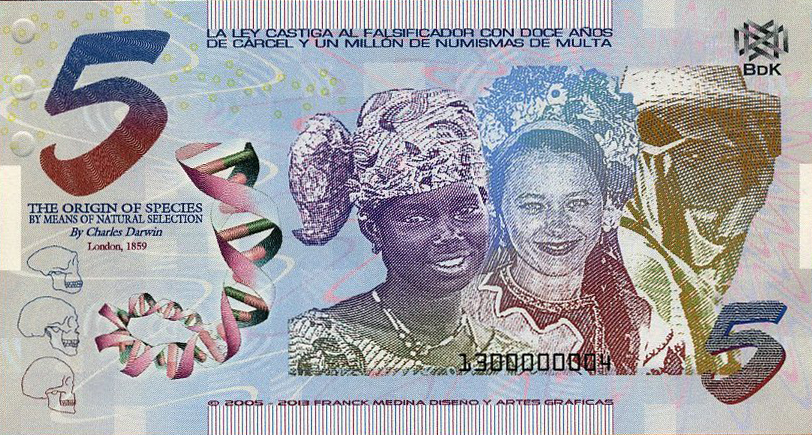 5
LA LEY CASTIGA AL FALSIFICADOR CON DOCE AÑOS
DE CÁRCEL Y UN MILLÓN DE NUMISMAS DE MULTA
BDK
THE ORIGIN OF SPECIES
BY MEANS OF NATURAL SELECTION
By Charles Darwin
London, 1859
1300000004
5
© 2005 - 2013 FRANCK MEDINA DISEÑO Y ARTES GRAFICAS